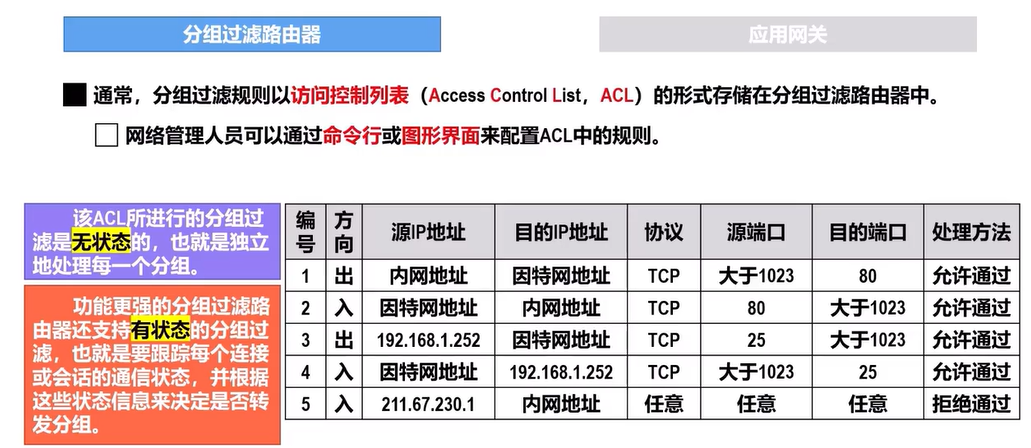 分组过滤路由器
应用网关
通常，分组过滤规则以访问控制列表（Access Control List，ACL）的形式存储在分组过滤路由器中。
网络管理人员可以通过命令行或图形界面来配置ACL中的规则。
该ACL所进行的分组过
滤是无状态的，也就是独立
地处理每一个分组。
功能更强的分组过滤路
由器还支持有状态的分组过
滤，也就是要跟踪每个连接
或会话的通信状态，并根据
这些状态信息来决定是否转
发分组。
编号 方向 源IP地址 目的IP地址 协议 源端口 目的端口 处理方法
1 出 内网地址 因特网地址 TCP 大于1023 80 允许通过
2 入 因特网地址 内网地址 TCP 80 大于1023 允许通过
3 出 192.168.1.252 因特网地址 TCP 25 大于1023 允许通过
4 入 因特网地址 192.168.1.252 TCP 大于1023 25 允许通过
5 入 211.67.230.1 内网地址 任意 任意 任意 拒绝通过